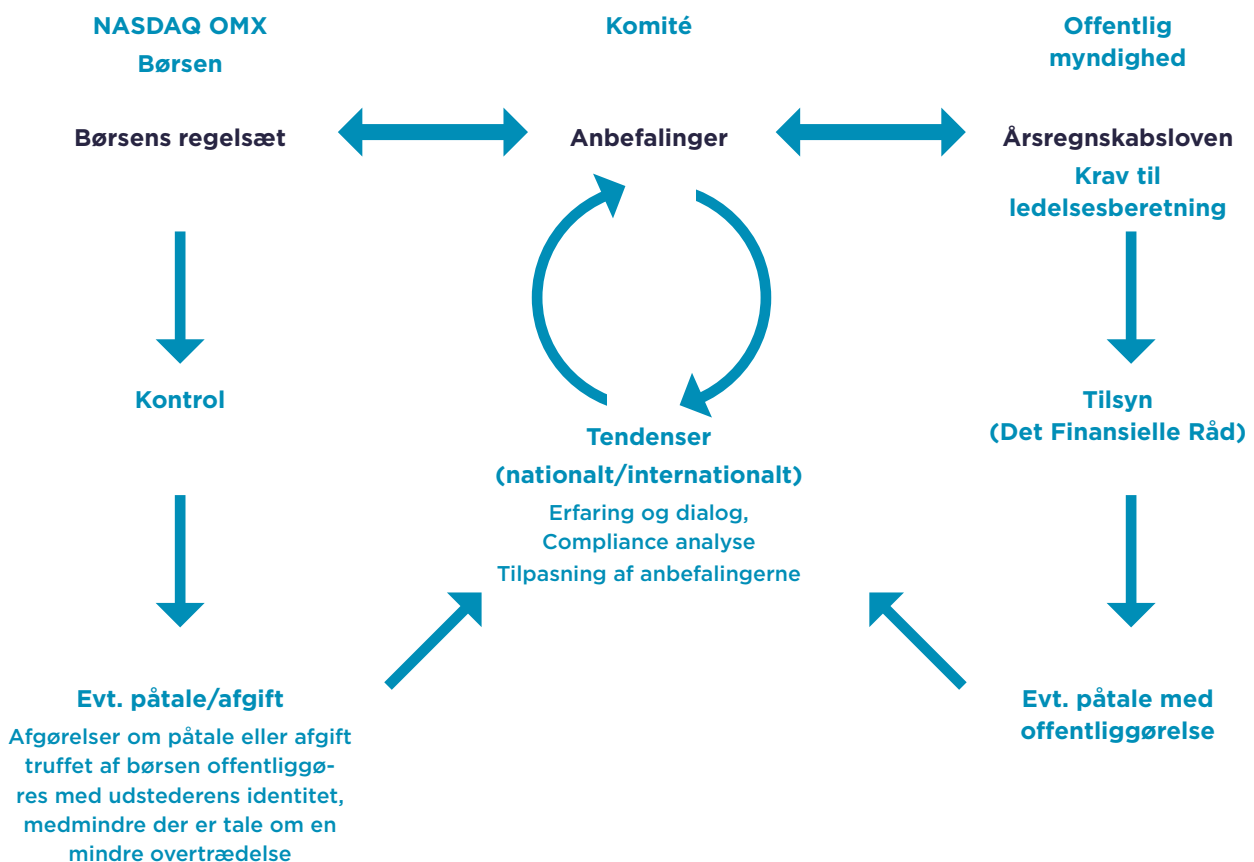 NASDAQ OMX
Børsen
Børsens regelsæt
Kontrol
Evt. påtale/afgift
Afgørelser om påtale eller afgift
truffet af børsen offentliggø-
res med udstederens identitet,
medmindre der er tale om en
mindre overtrædelse
Komité
Anbefalinger
Tendenser
(nationalt/internationalt)
Erfaring og dialog,
Compliance analyse
Tilpasning af anbefalingerne
Offentlig
myndighed
Årsregnskabsloven
Krav til
ledelsesberetning
Tilsyn
(Det Finansielle Råd)
Evt. påtale med
offentliggørelse